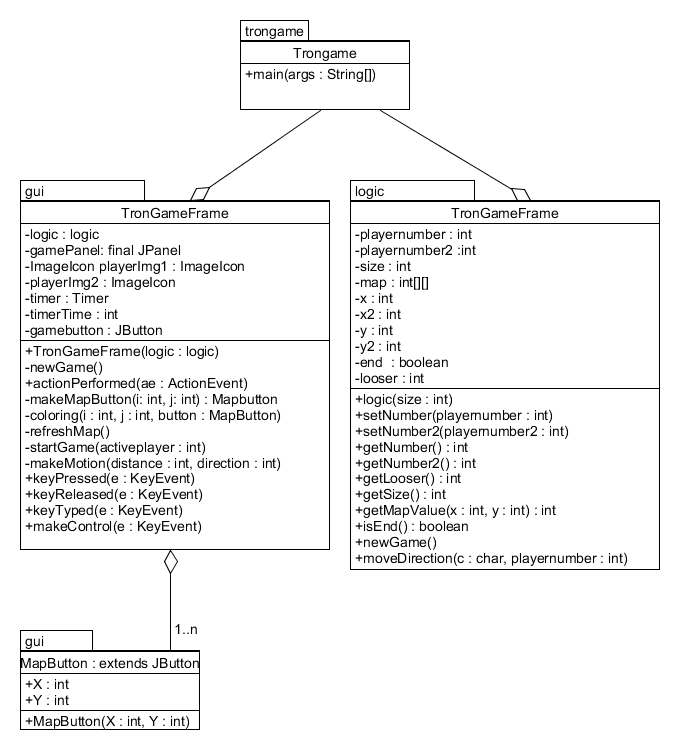 trongame
Trongame
+main(args : String[])
gui
TronGameFrame
-logic : logic
-gamePanel: final JPanel
-ImageIcon playerImg1 : ImageIcon
-playerImg2 : ImageIcon
-timer : Timer
-timerTime : int
-gamebutton : JButton
+TronGameFrame(logic : logic)
-newGame()
+actionPerformed(ae : ActionEvent)
-makeMapButton(i: int, j: int) : Mapbutton
-coloring(i : int, j : int, button : MapButton)
-refreshMap()
-startGame(activeplayer : int)
-makeMotion(distance : int, direction : int)
+keyPressed(e : KeyEvent)
+keyReleased(e : KeyEvent)
+keyTyped(e : KeyEvent)
+makeControl(e : KeyEvent)
logic
TronGameFrame
-playernumber : int
-playernumber2 :int
-size : int
-map : int[][]
-x : int
-x2 : int
-y : int
-y2 : int
-end : boolean
-looser : int
+logic(size : int)
+setNumber(playernumber : int)
+setNumber2(playernumber2 : int)
+getNumber() : int
+getNumber2() : int
+getLooser() : int
+getSize() : int
+getMapValue(x : int, y : int) : int
+isEnd() : boolean
+newGame()
+moveDirection(c : char, playernumber : int)
1..n
gui
MapButton : extends JButton
+X : int
+Y : int
+MapButton(X : int, Y : int)